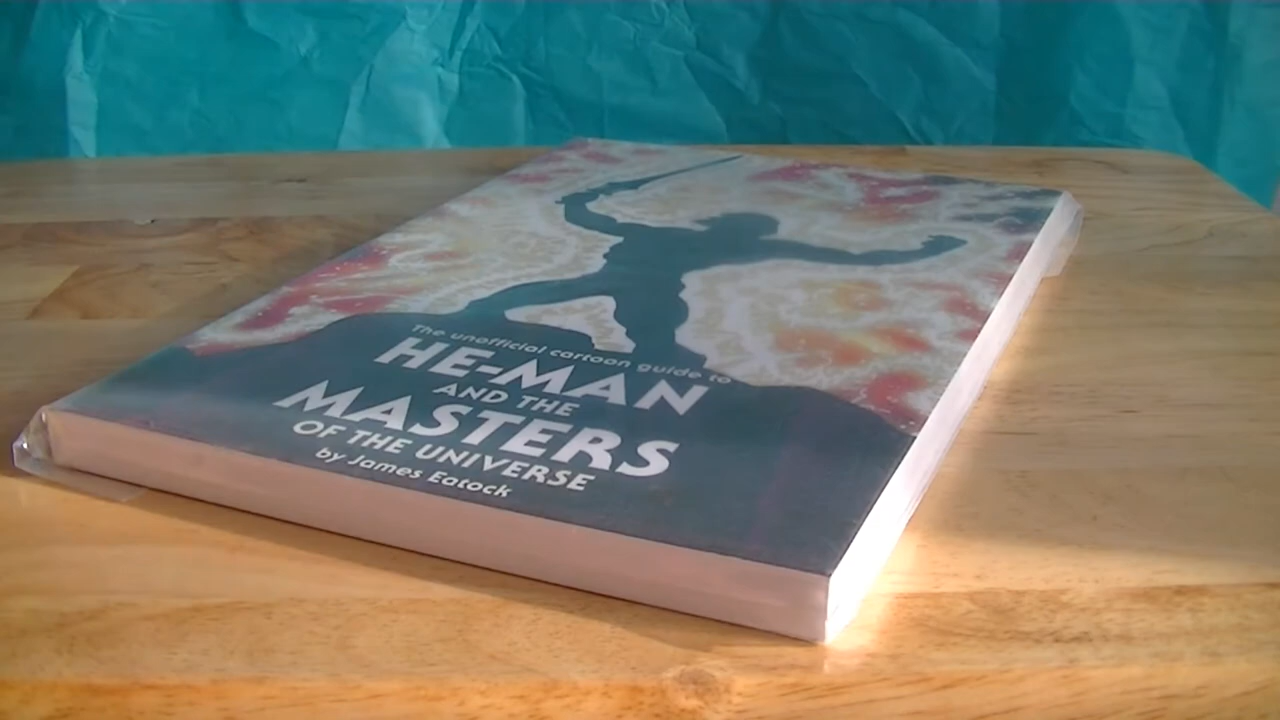 The unofficial cartoon guide to
HE-MAN
AND THE
MASTERS
OF THE UNIVERSE
by James Eatock